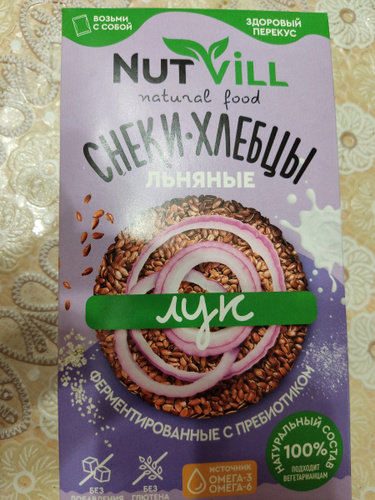 ВОЗЬМИ
С СОБОЙ
ЗДОРОВЫЙ
ПЕРЕКУС
NUTVILL
natural food
СНЕКИ·ХЛЕБЦЫ
ЛЬНЯНЫЕ
лук
ФЕРМЕНТИРОВАННЫЕ С ПРЕБИОТИКОМ
НАТУРАЛЬНЫЙ СОСТАВ
100%
ПОДХОДИТ
ВЕГЕТАРИАНЦАМ
БЕЗ
ДОБАВЛЕНИЯ
БЕЗ
ГЛЮТЕНА
ИСТОЧНИК
ОМЕГА-3
ОМЕГА-6